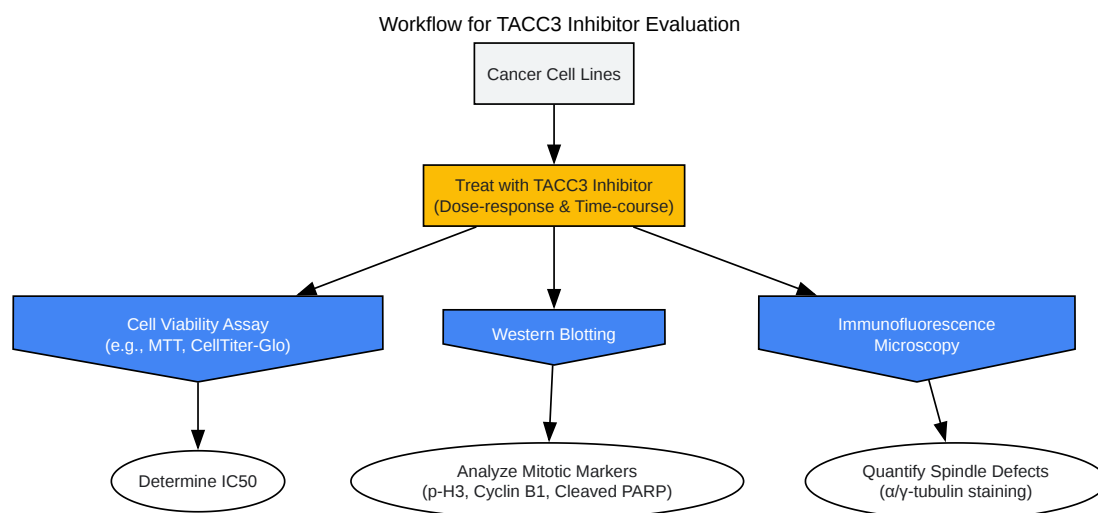 Workflow for TACC3 Inhibitor Evaluation
Cancer Cell Lines
Treat with TACC3 Inhibitor
(Dose-response & Time-course)
Cell Viability Assay
(e.g., MTT, CellTiter-Glo)
Western Blotting
Immunofluorescence
Microscopy
Determine IC50
Analyze Mitotic Markers
(p-H3, Cyclin B1, Cleaved PARP)
Quantify Spindle Defects
(α/γ-tubulin staining)